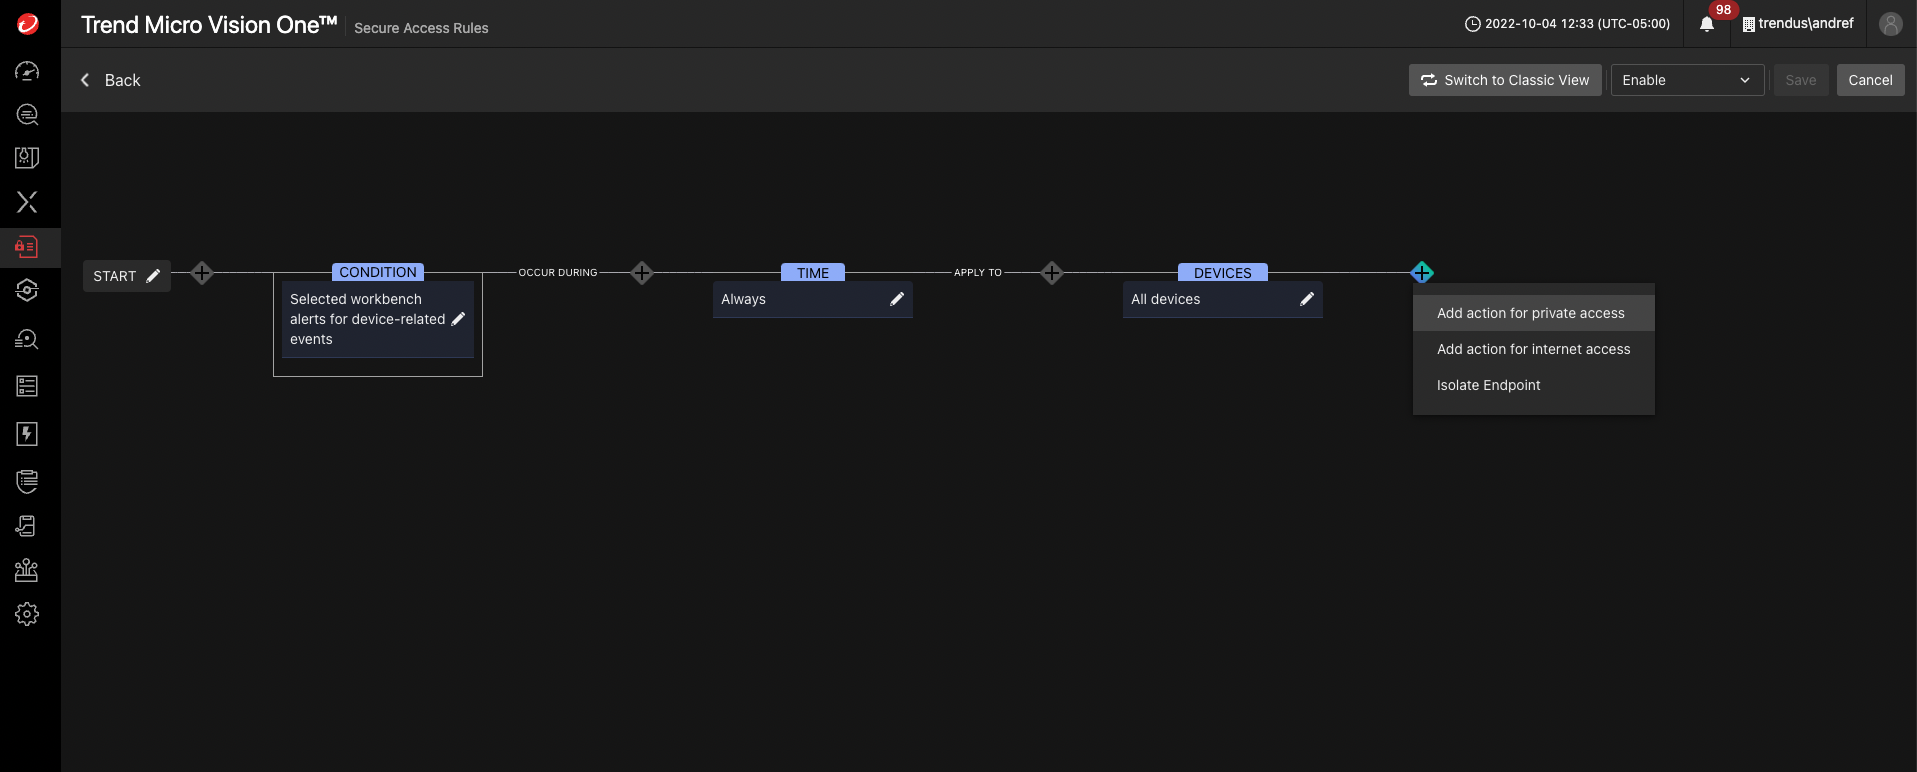 Trend Micro Vision One™ Secure Access Rules 2022-10-04 12:33 (UTC-05:00) 98 trendus\andref
Back Switch to Classic View Enable Save Cancel
START CONDITION OCCUR DURING TIME APPLY TO DEVICES
Selected workbench
alerts for device-related
events
Always
All devices
Add action for private access
Add action for internet access
Isolate Endpoint